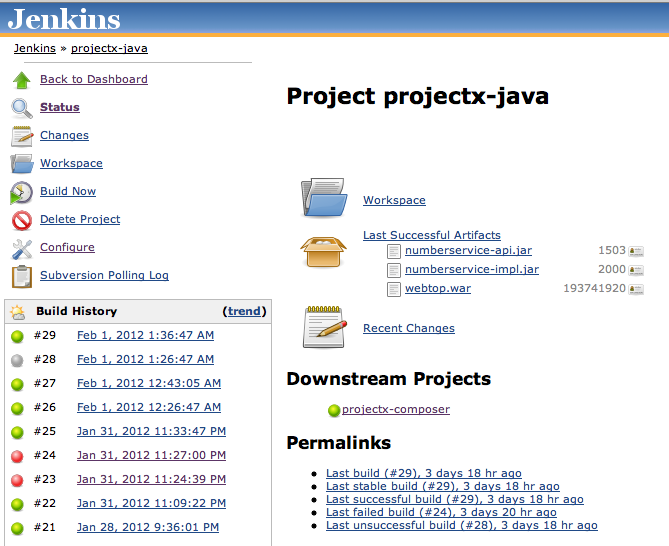 Jenkins
Jenkins » projectx-java
Back to Dashboard
Status
Changes
Workspace
Build Now
Delete Project
Configure
Subversion Polling Log
Build History (trend)
#29 Feb 1, 2012 1:36:47 AM
#28 Feb 1, 2012 1:26:47 AM
#27 Feb 1, 2012 12:43:05 AM
#26 Feb 1, 2012 12:26:47 AM
#25 Jan 31, 2012 11:33:47 PM
#24 Jan 31, 2012 11:27:00 PM
#23 Jan 31, 2012 11:24:39 PM
#22 Jan 31, 2012 11:09:22 PM
#21 Jan 28, 2012 9:36:01 PM
Project projectx-java
Workspace
Last Successful Artifacts
numberservice-api.jar 1503
numberservice-impl.jar 2000
webtop.war 193741920
Recent Changes
Downstream Projects
projectx-composer
Permalinks
Last build (#29), 3 days 18 hr ago
Last stable build (#29), 3 days 18 hr ago
Last successful build (#29), 3 days 18 hr ago
Last failed build (#24), 3 days 20 hr ago
Last unsuccessful build (#28), 3 days 18 hr ago